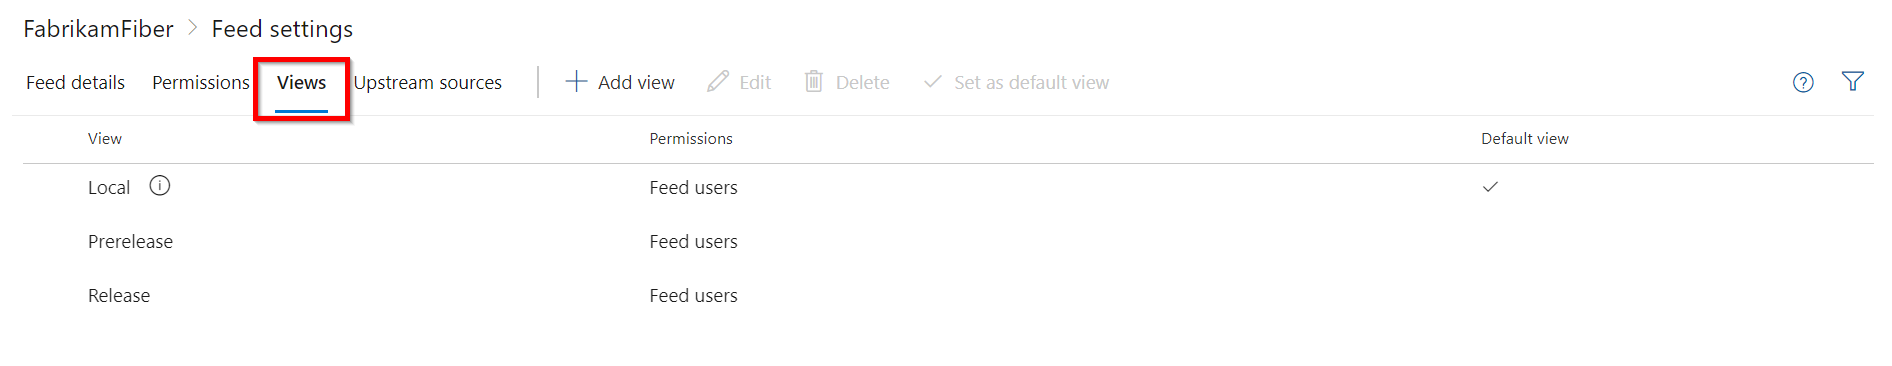 FabrikamFiber > Feed settings
Feed details Permissions Views Upstream sources + Add view Edit Delete Set as default view
View Permissions Default view
Local Feed users
Prerelease Feed users
Release Feed users